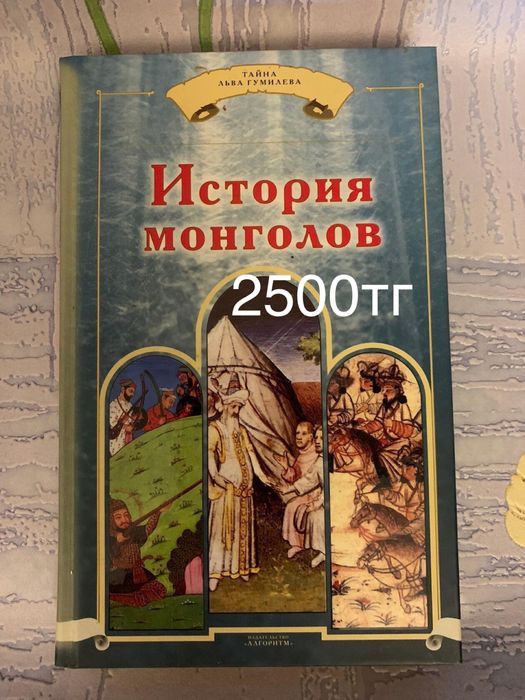 ТАЙНА
ЛЬВА ГУМИЛЕВА
История
монголов
2500тг
ИЗДАТЕЛЬСТВО
«АЛГОРИТМ»